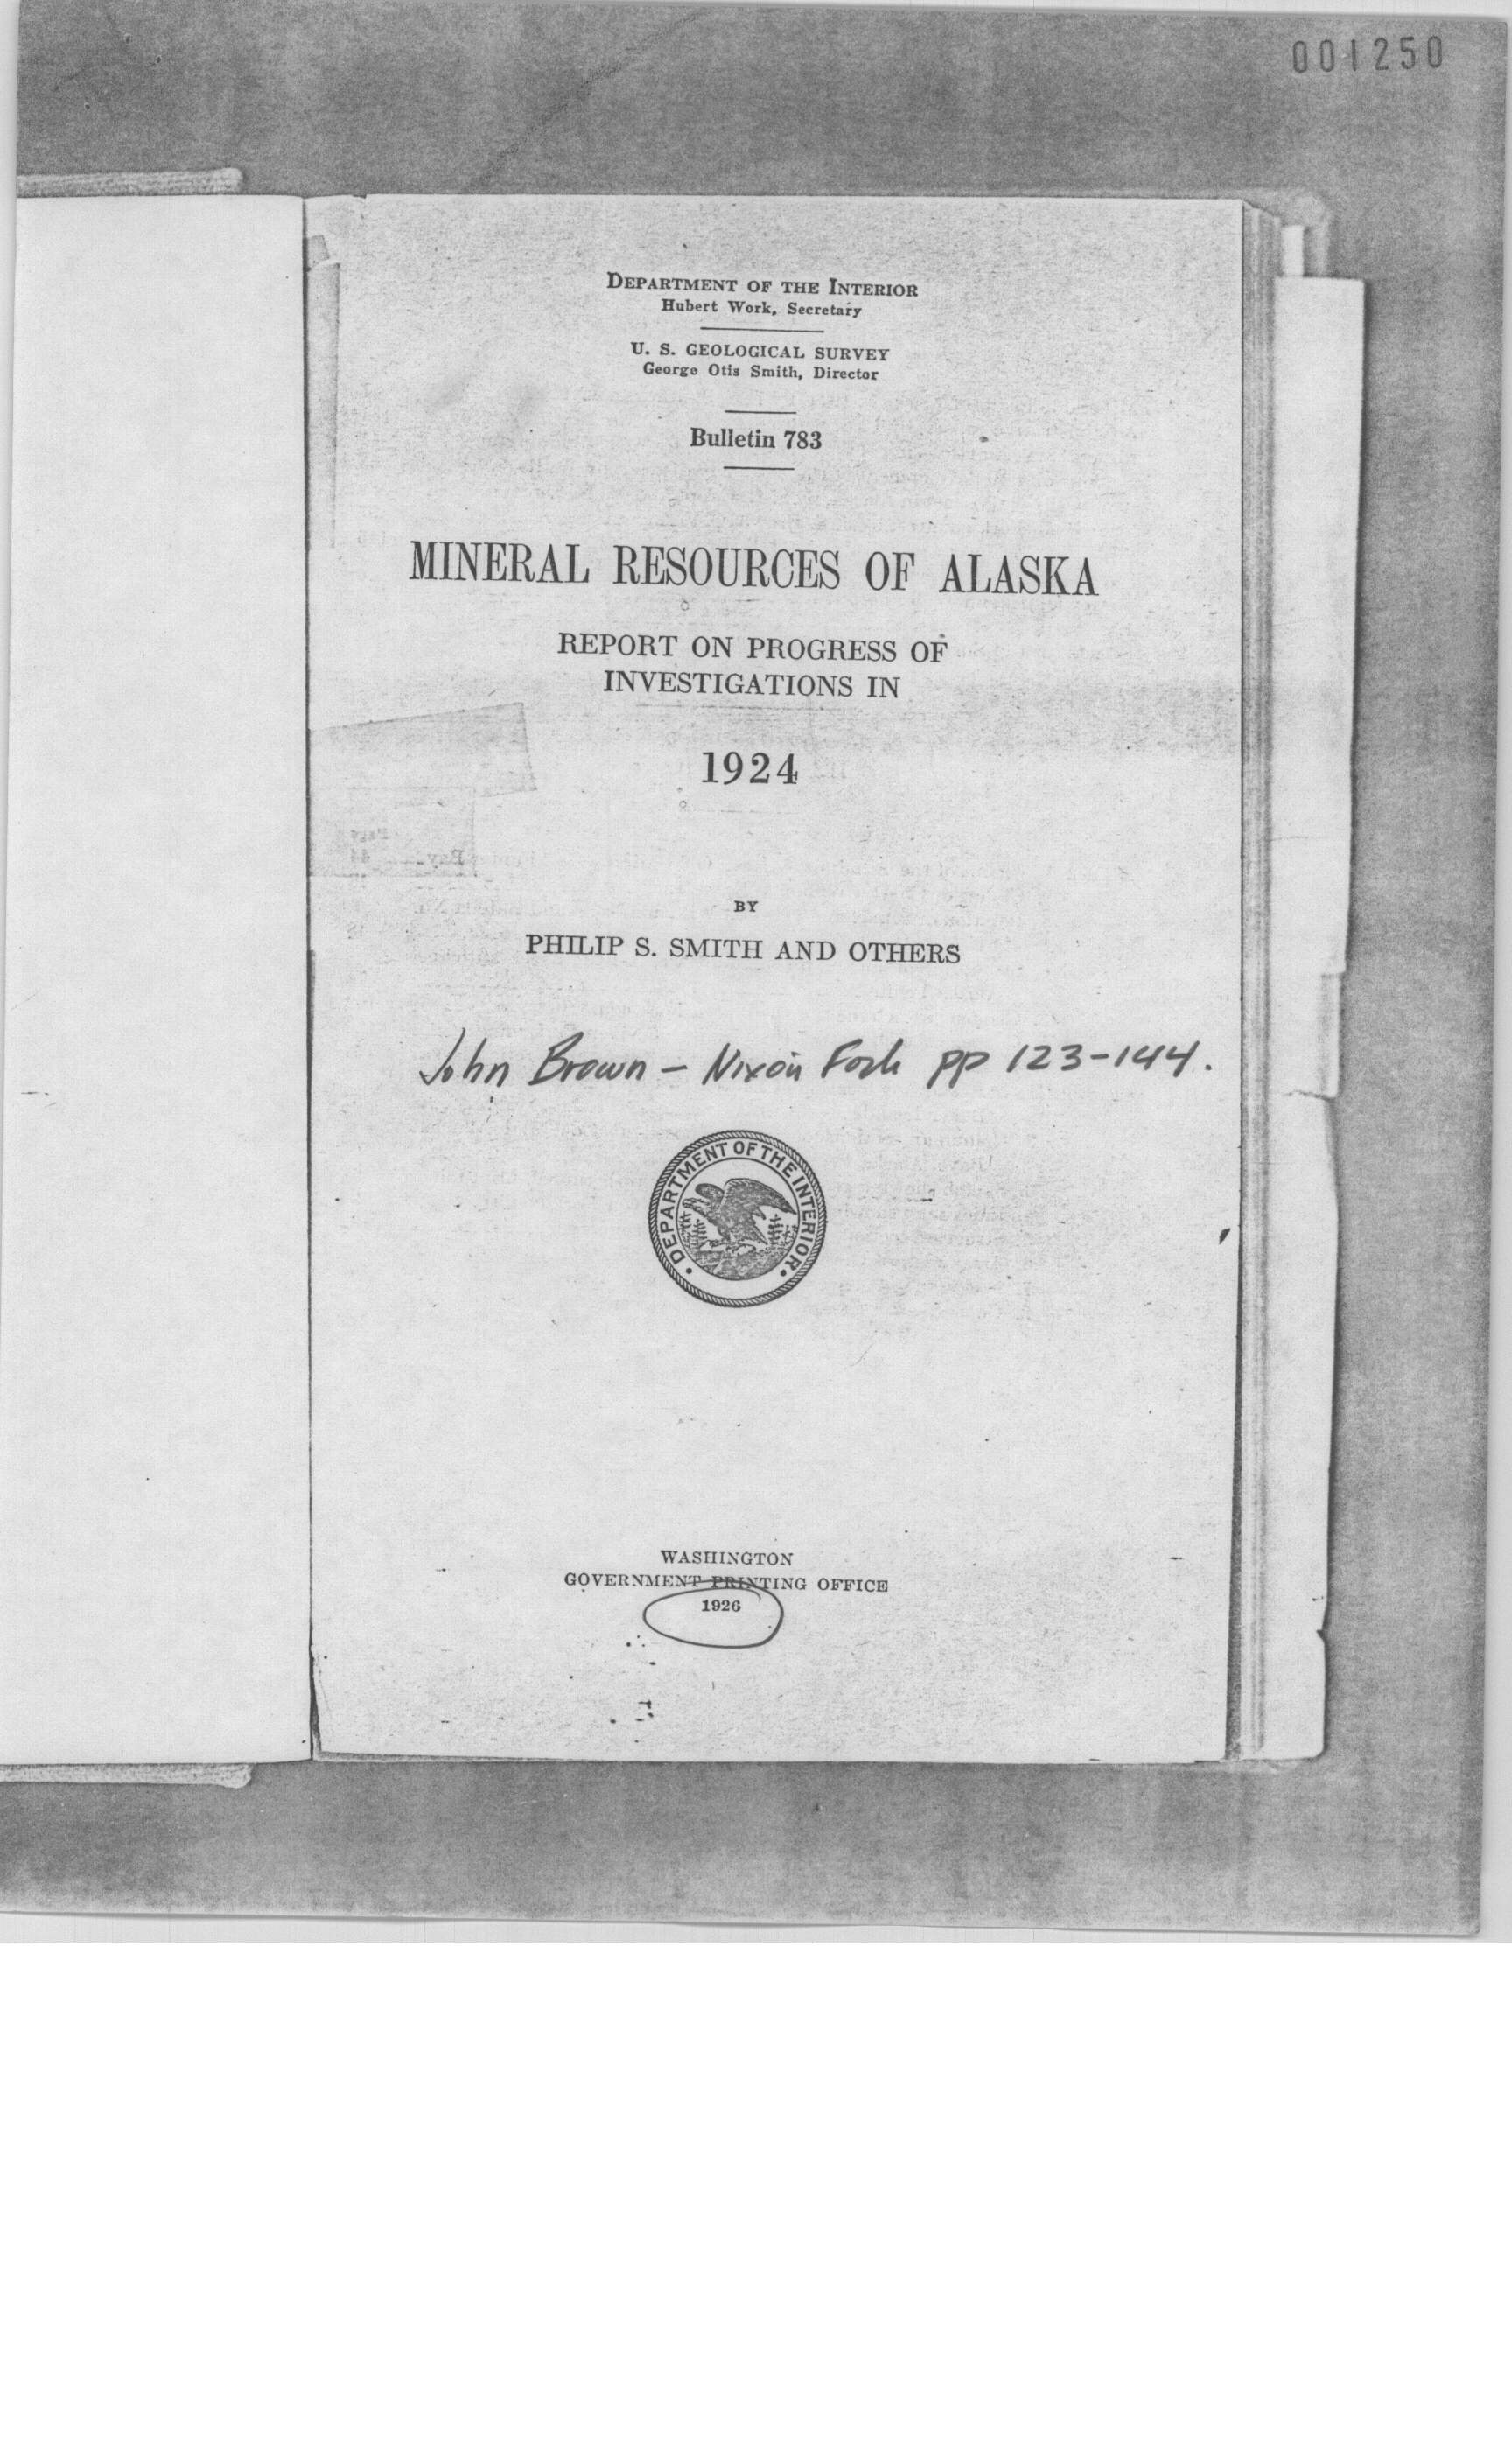 001250
DEPARTMENT OF THE INTERIOR
Hubert Work, Secretary
U. S. GEOLOGICAL SURVEY
George Otis Smith, Director
Bulletin 783
MINERAL RESOURCES OF ALASKA
REPORT ON PROGRESS OF
INVESTIGATIONS IN
1924
BY
PHILIP S. SMITH AND OTHERS
John Brown – Nixon Fork pp 123-144.
DEPARTMENT OF THE INTERIOR
WASHINGTON
GOVERNMENT PRINTING OFFICE
1926